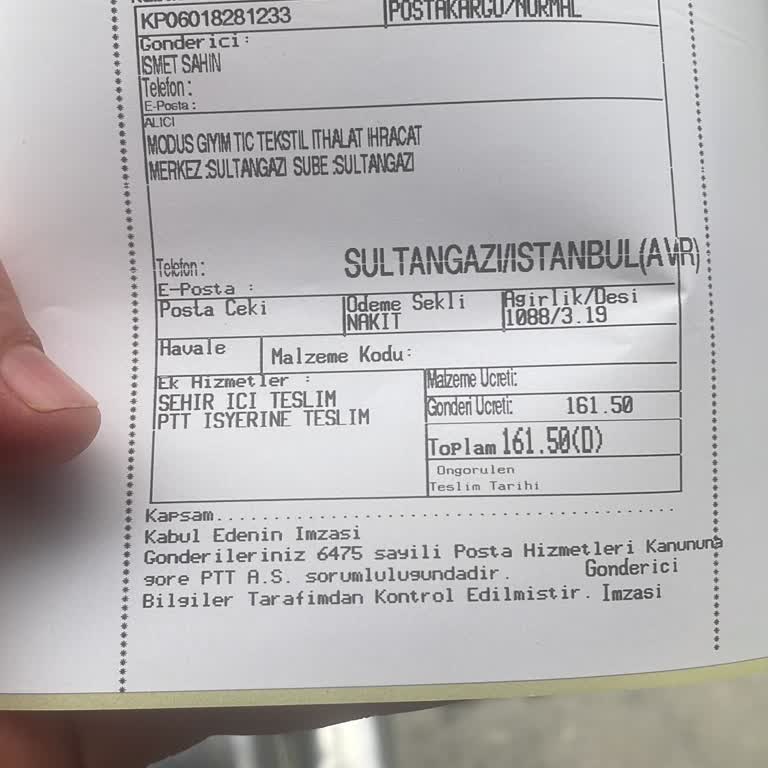 KP06018281233
POSTAKARGO/NORMAL
Gonderici:
ISMET SAHIN
Telefon:
E-Posta:
ALICI
MODUS GIYIM TIC TEKSTIL ITHALAT IHRACAT
MERKEZ:SULTANGAZI SUBE:SULTANGAZI
Telefon:
SULTANGAZI/ISTANBUL(AVR)
E-Posta :
Posta Ceki
Odeme Sekli
NAKIT
Agirlik/Desi
1088/3.19
Havale
Malzeme Kodu:
Ek Hizmetler :
SEHIR ICI TESLIM
PTT ISYERINE TESLIM
Malzeme Ucreti:
Gonderi Ucreti: 161.50
Toplam 161.50(D)
Ongorulen
Teslim Tarihi
Kapsam..............................................
Kabul Edenin Imzasi
Gonderileriniz 6475 sayili Posta Hizmetleri Kanununa
gore PTT A.S. sorumlulugundadir. Gonderici
Bilgiler Tarafimdan Kontrol Edilmistir. Imzasi